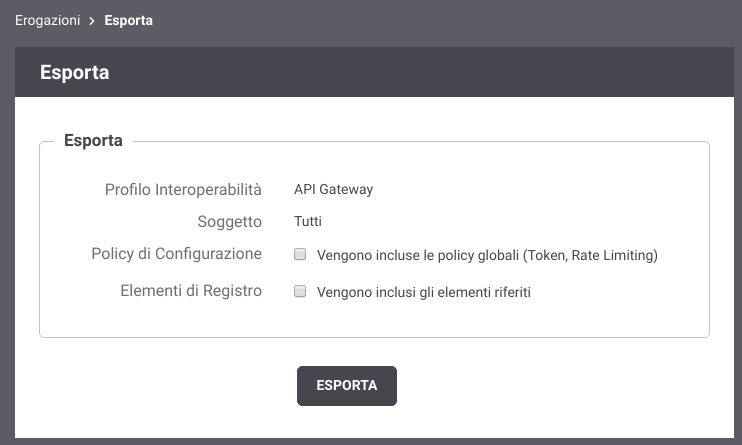 Erogazioni > Esporta
Esporta
Esporta
Profilo Interoperabilità API Gateway
Soggetto Tutti
Policy di Configurazione Vengono incluse le policy globali (Token, Rate Limiting)
Elementi di Registro Vengono inclusi gli elementi riferiti
ESPORTA